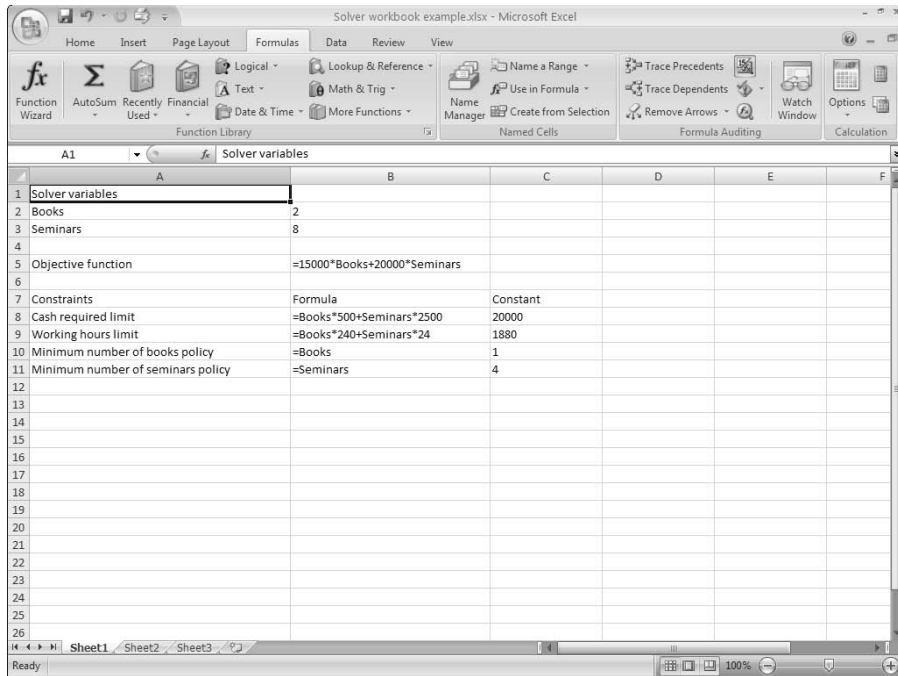 Solver workbook example.xlsx - Microsoft Excel
Home Insert Page Layout Formulas Data Review View
fx Function Wizard
Σ AutoSum
Recently Used
Financial
Logical
Text
Date & Time
Lookup & Reference
Math & Trig
More Functions
Function Library
Name Manager
Name a Range
Use in Formula
Create from Selection
Named Cells
Trace Precedents
Trace Dependents
Remove Arrows
Watch Window
Formula Auditing
Options
Calculation
A1 fx Solver variables
A B C D E F
1 Solver variables
2 Books 2
3 Seminars 8
4
5 Objective function =15000*Books+20000*Seminars
6
7 Constraints Formula Constant
8 Cash required limit =Books*500+Seminars*2500 20000
9 Working hours limit =Books*240+Seminars*24 1880
10 Minimum number of books policy =Books 1
11 Minimum number of seminars policy =Seminars 4
12
13
14
15
16
17
18
19
20
21
22
23
24
25
26
Sheet1 Sheet2 Sheet3
Ready 100%